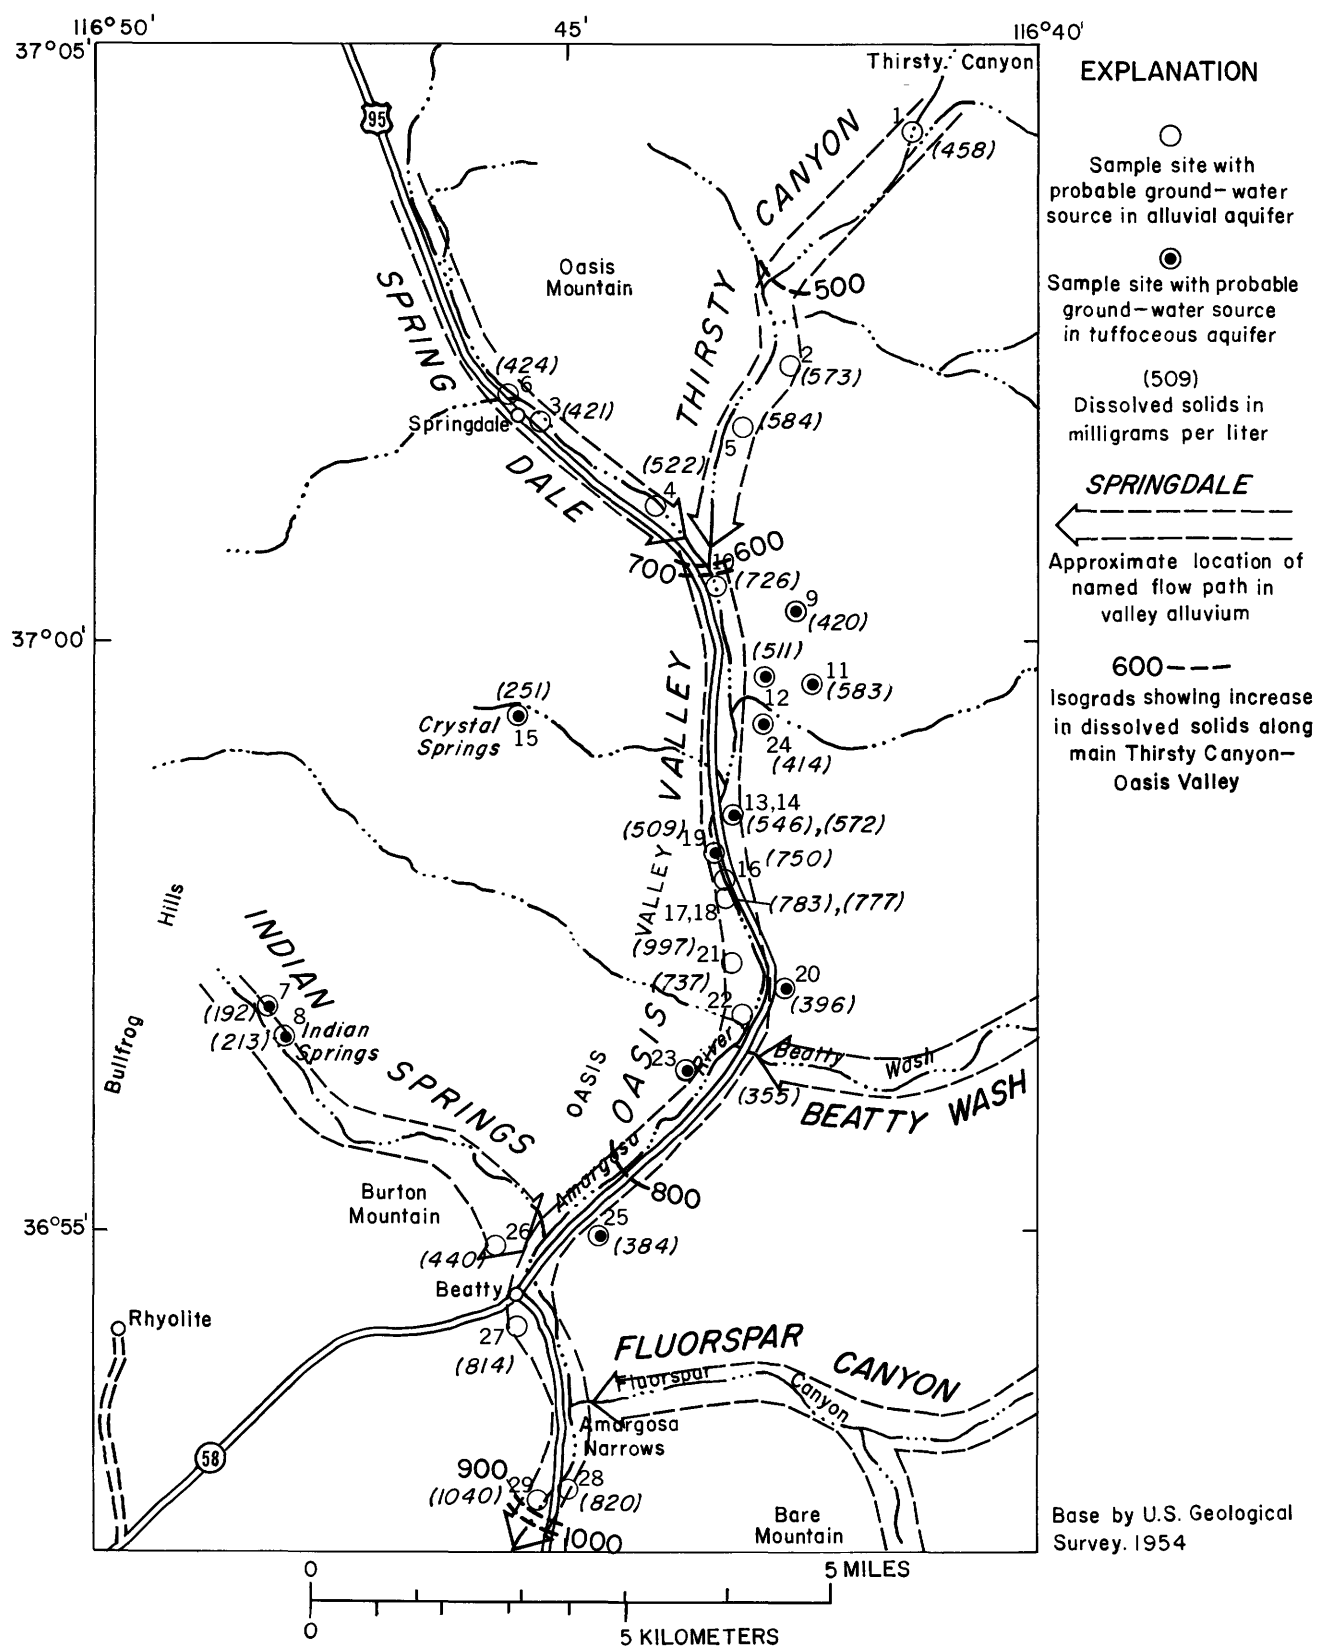 116°50'
45'
116°40'
37°05'
Thirsty Canyon
EXPLANATION
95
1
(458)
CANYON
Sample site with
probable ground-water
source in alluvial aquifer
Oasis
Mountain
SPRING
THIRSTY
500
Sample site with probable
ground-water source
in tuffoceous aquifer
(424)
6
3
(421)
Springdale
2
(573)
(584)
5
(509)
Dissolved solids in
milligrams per liter
DALE
(522)
4
SPRINGDALE
700
10
600
(726)
Approximate location of
named flow path in
valley alluvium
9
(420)
37°00'
(511)
12
11
(583)
600
Isograds showing increase
in dissolved solids along
main Thirsty Canyon-
Oasis Valley
VALLEY
(251)
Crystal
Springs
15
24
(414)
13,14
(546),(572)
(509)
19
(750)
16
VALLEY
17,18
(783),(777)
Hills
INDIAN
(997)
21
(737)
20
(396)
22
7
(192)
8
(213)
Indian
Springs
Bullfrog
SPRINGS
OASIS
OASIS
23
River
Beatty
Wash
(355)
BEATTY WASH
Amargosa
800
Burton
Mountain
36°55'
26
(440)
25
(384)
Beatty
Rhyolite
27
(814)
FLUORSPAR
CANYON
Fluorspar
Canyon
Amargosa
Narrows
58
900
29
(1040)
28
(820)
1000
Bare
Mountain
Base by U.S. Geological
Survey. 1954
0
5 MILES
0
5 KILOMETERS